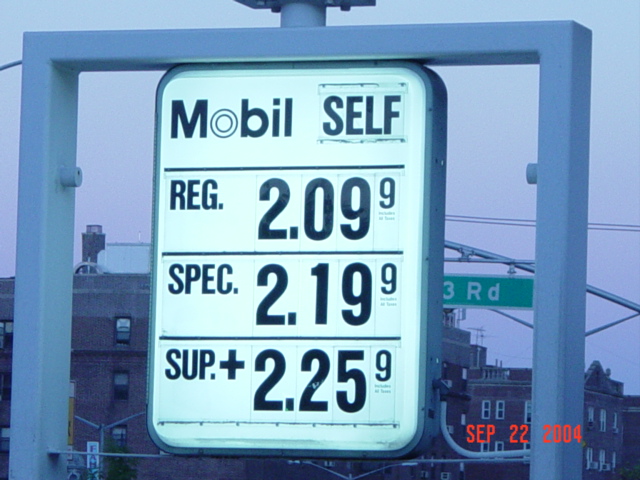 Mobil SELF
REG. 2.09 9
SPEC. 2.19 9
SUP.+ 2.25 9
3 Rd
SEP 22 2004